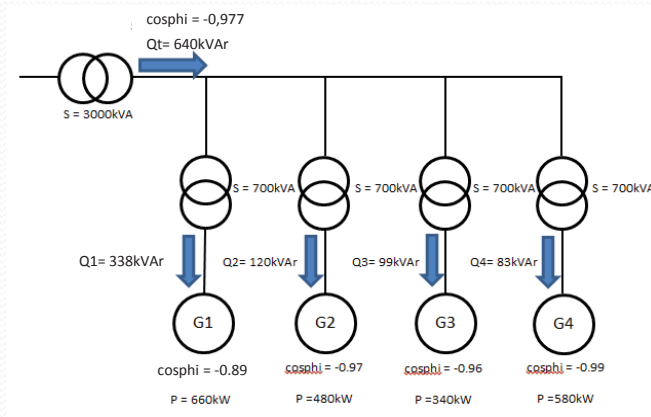 cosphi = -0,977
Qt= 640kVAr
S = 3000kVA
S = 700kVA
S = 700kVA
S = 700kVA
S = 700kVA
Q1= 338kVAr
Q2= 120kVAr
Q3= 99kVAr
Q4= 83kVAr
G1
G2
G3
G4
cosphi = -0.89
cosphi = -0.97
cosphi = -0.96
cosphi = -0.99
P = 660kW
P =480kW
P =340kW
P =580kW